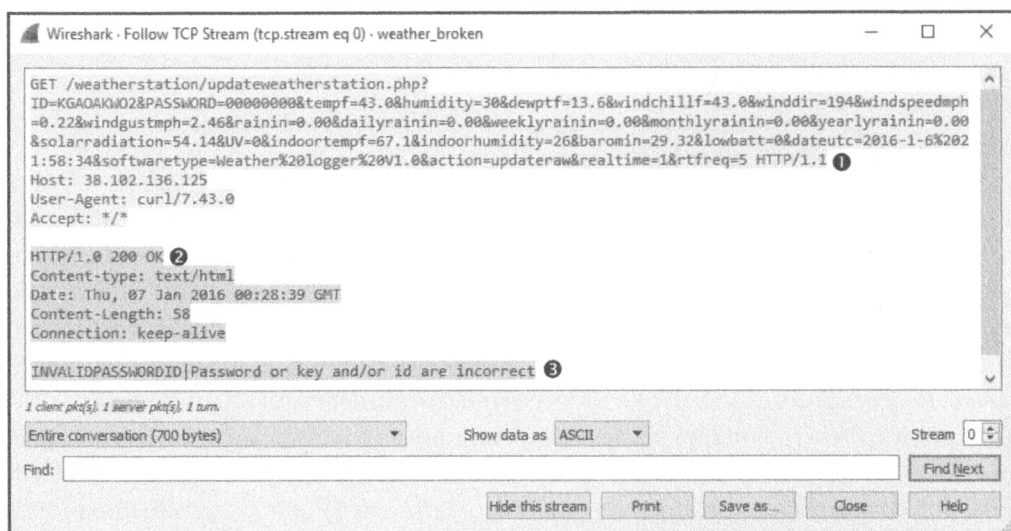 Wireshark · Follow TCP Stream (tcp.stream eq 0) · weather_broken
GET /weatherstation/updateweatherstation.php?
ID=KGAOAKWO2&PASSWORD=00000000&tempf=43.0&humidity=30&dewptf=13.6&windchillf=43.0&winddir=194&windspeedmph
=0.22&windgustmph=2.46&rainin=0.00&dailyrainin=0.00&weeklyrainin=0.00&monthlyrainin=0.00&yearlyrainin=0.00
&solarradiation=54.14&UV=0&indoortempf=67.1&indoorhumidity=26&baromin=29.32&lowbatt=0&dateutc=2016-1-6%202
1:58:34&softwaretype=Weather%20logger%20V1.0&action=updateraw&realtime=1&rtfreq=5 HTTP/1.1 ❶
Host: 38.102.136.125
User-Agent: curl/7.43.0
Accept: */*
HTTP/1.0 200 OK ❷
Content-type: text/html
Date: Thu, 07 Jan 2016 00:28:39 GMT
Content-Length: 58
Connection: keep-alive
INVALIDPASSWORDID|Password or key and/or id are incorrect ❸
1 client pkt(s), 1 server pkt(s), 1 turn.
Entire conversation (700 bytes) Show data as ASCII Stream 0
Find: Find Next
Hide this stream Print Save as... Close Help